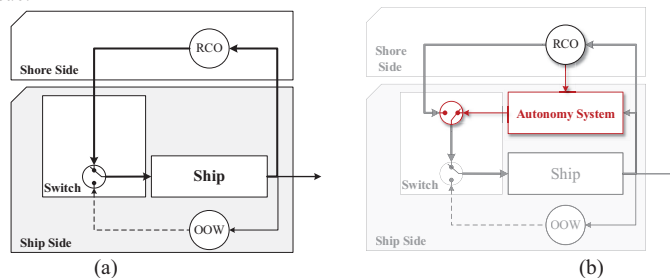 RCO
Shore Side
Ship
Switch
OOW
Ship Side
(a)
RCO
Shore
Side
Autonomy System
Ship
Switch
OOW
Ship Side
(b)